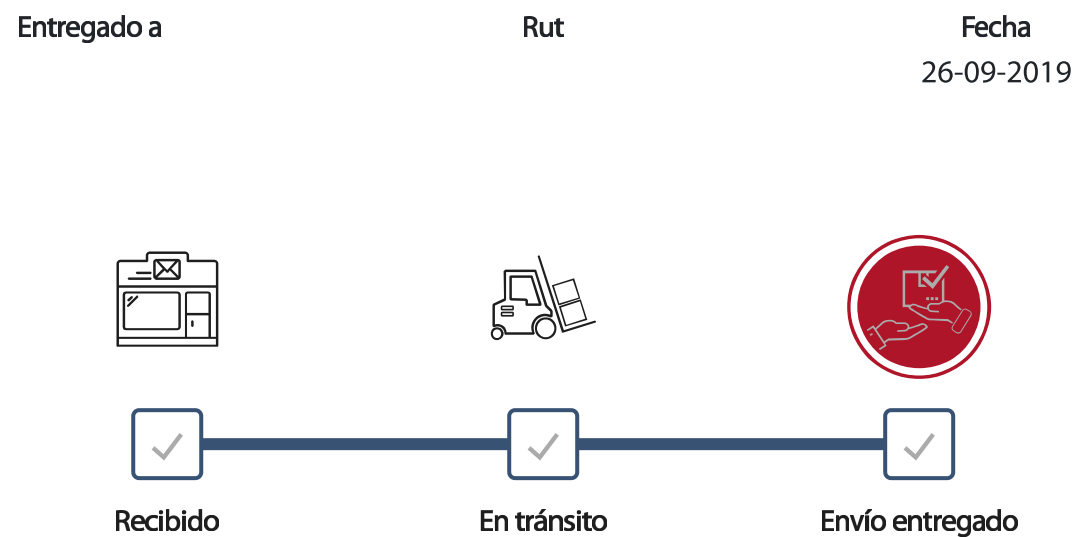 Entregado a
Rut
Fecha
26-09-2019
Recibido
En tránsito
Envío entregado